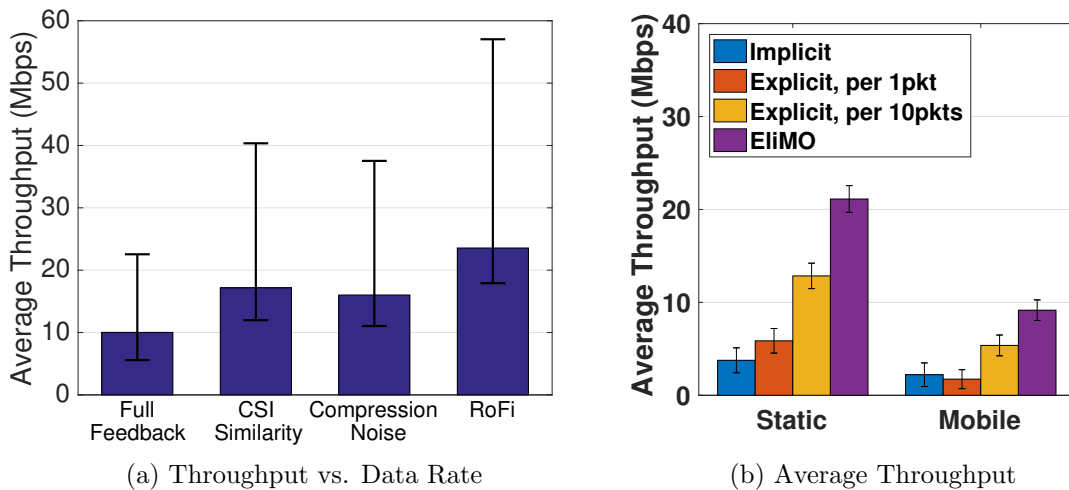 Average Throughput (Mbps)
60
50
40
30
20
10
0
Full
Feedback
CSI
Similarity
Compression
Noise
RoFi
(a) Throughput vs. Data Rate
Average Throughput (Mbps)
40
30
20
10
0
Implicit
Explicit, per 1pkt
Explicit, per 10pkts
EliMO
Static
Mobile
(b) Average Throughput